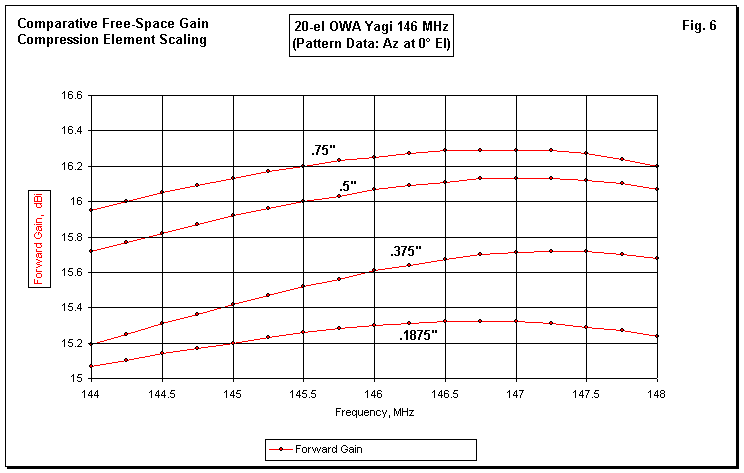 Comparative Free-Space Gain
Compression Element Scaling
20-el OWA Yagi 146 MHz
(Pattern Data: Az at 0° El)
Fig. 6
Forward Gain, dBi
16.6
16.4
16.2
16
15.8
15.6
15.4
15.2
15
.75"
.5"
.375"
.1875"
144
144.5
145
145.5
146
146.5
147
147.5
148
Frequency, MHz
Forward Gain